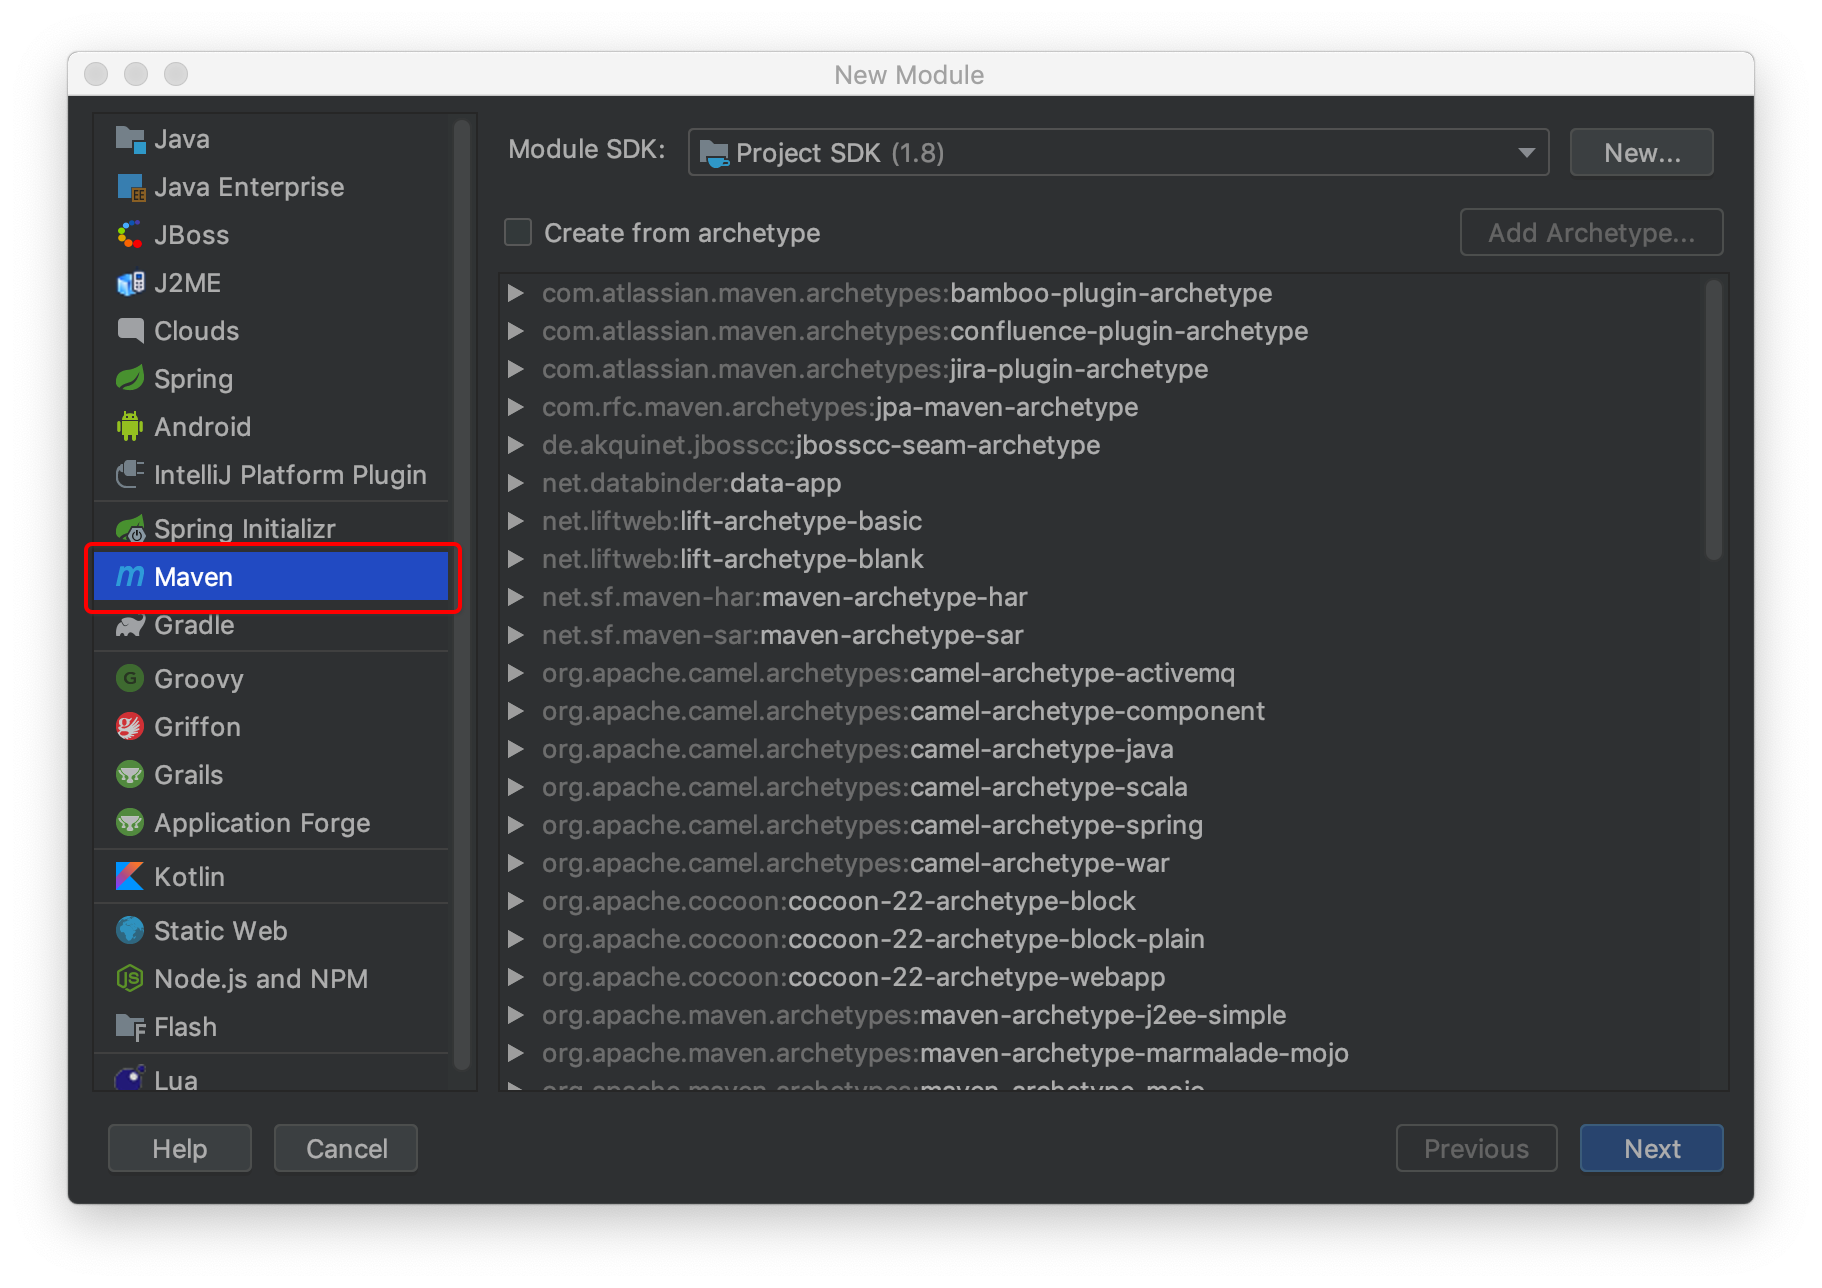 New Module
Java
Java Enterprise
JBoss
J2ME
Clouds
Spring
Android
IntelliJ Platform Plugin
Spring Initializr
Maven
Gradle
Groovy
Griffon
Grails
Application Forge
Kotlin
Static Web
Node.js and NPM
Flash
Lua
Module SDK: Project SDK (1.8) New...
Create from archetype Add Archetype...
com.atlassian.maven.archetypes:bamboo-plugin-archetype
com.atlassian.maven.archetypes:confluence-plugin-archetype
com.atlassian.maven.archetypes:jira-plugin-archetype
com.rfc.maven.archetypes:jpa-maven-archetype
de.akquinet.jbosscc:jbosscc-seam-archetype
net.databinder:data-app
net.liftweb:lift-archetype-basic
net.liftweb:lift-archetype-blank
net.sf.maven-har:maven-archetype-har
net.sf.maven-sar:maven-archetype-sar
org.apache.camel.archetypes:camel-archetype-activemq
org.apache.camel.archetypes:camel-archetype-component
org.apache.camel.archetypes:camel-archetype-java
org.apache.camel.archetypes:camel-archetype-scala
org.apache.camel.archetypes:camel-archetype-spring
org.apache.camel.archetypes:camel-archetype-war
org.apache.cocoon:cocoon-22-archetype-block
org.apache.cocoon:cocoon-22-archetype-block-plain
org.apache.cocoon:cocoon-22-archetype-webapp
org.apache.maven.archetypes:maven-archetype-j2ee-simple
org.apache.maven.archetypes:maven-archetype-marmalade-mojo
org.apache.maven.archetypes:maven-archetype-mojo
Help Cancel Previous Next